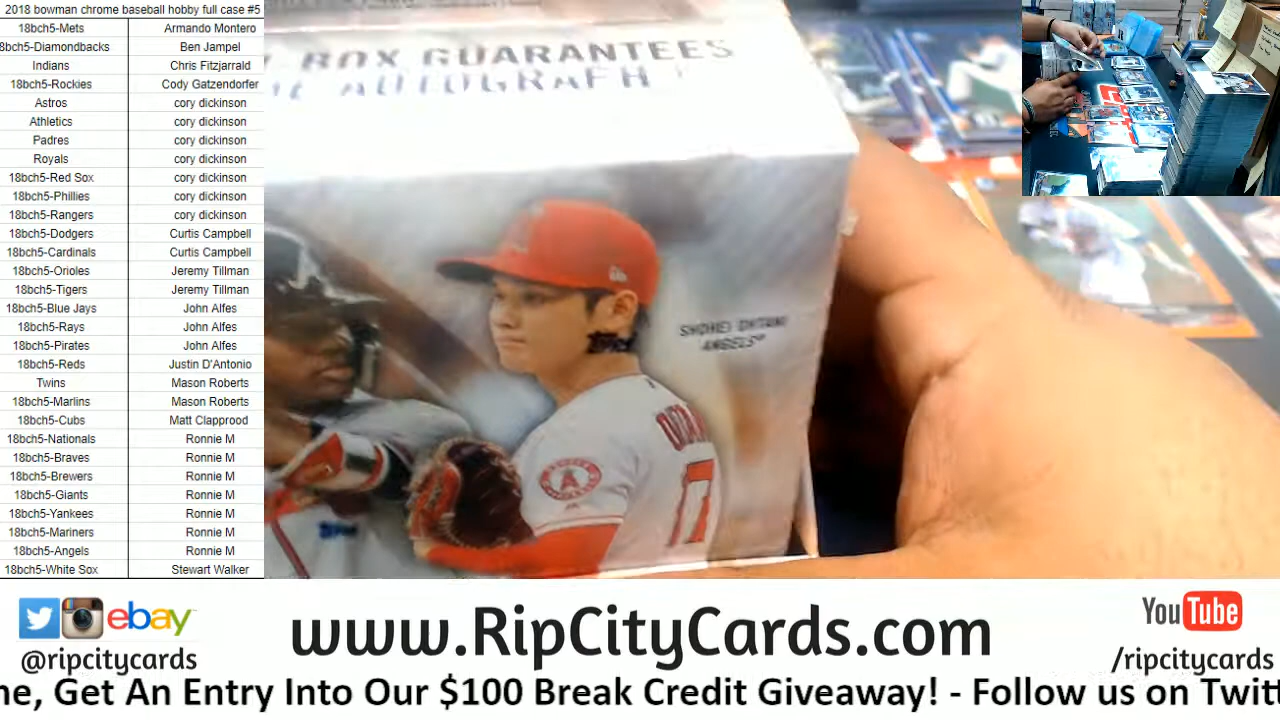 2018 bowman chrome baseball hobby full case #5
18bch5-Mets Armando Montero
8bch5-Diamondbacks Ben Jampel
Indians Chris Fitzjarrald
18bch5-Rockies Cody Gatzendorfer
Astros cory dickinson
Athletics cory dickinson
Padres cory dickinson
Royals cory dickinson
18bch5-Red Sox cory dickinson
18bch5-Phillies cory dickinson
18bch5-Rangers cory dickinson
18bch5-Dodgers Curtis Campbell
18bch5-Cardinals Curtis Campbell
18bch5-Orioles Jeremy Tillman
18bch5-Tigers Jeremy Tillman
18bch5-Blue Jays John Alfes
18bch5-Rays John Alfes
18bch5-Pirates John Alfes
18bch5-Reds Justin D'Antonio
Twins Mason Roberts
18bch5-Marlins Mason Roberts
18bch5-Cubs Matt Clapprood
18bch5-Nationals Ronnie M
18bch5-Braves Ronnie M
18bch5-Brewers Ronnie M
18bch5-Giants Ronnie M
18bch5-Yankees Ronnie M
18bch5-Mariners Ronnie M
18bch5-Angels Ronnie M
18bch5-White Sox Stewart Walker
BOX GUARANTEES
AUTOGRAPH
SHOHEI OHTANI
ANGELS
17
ebay
@ripcitycards
www.RipCityCards.com
YouTube
/ripcitycards
ne, Get An Entry Into Our $100 Break Credit Giveaway! - Follow us on Twitt